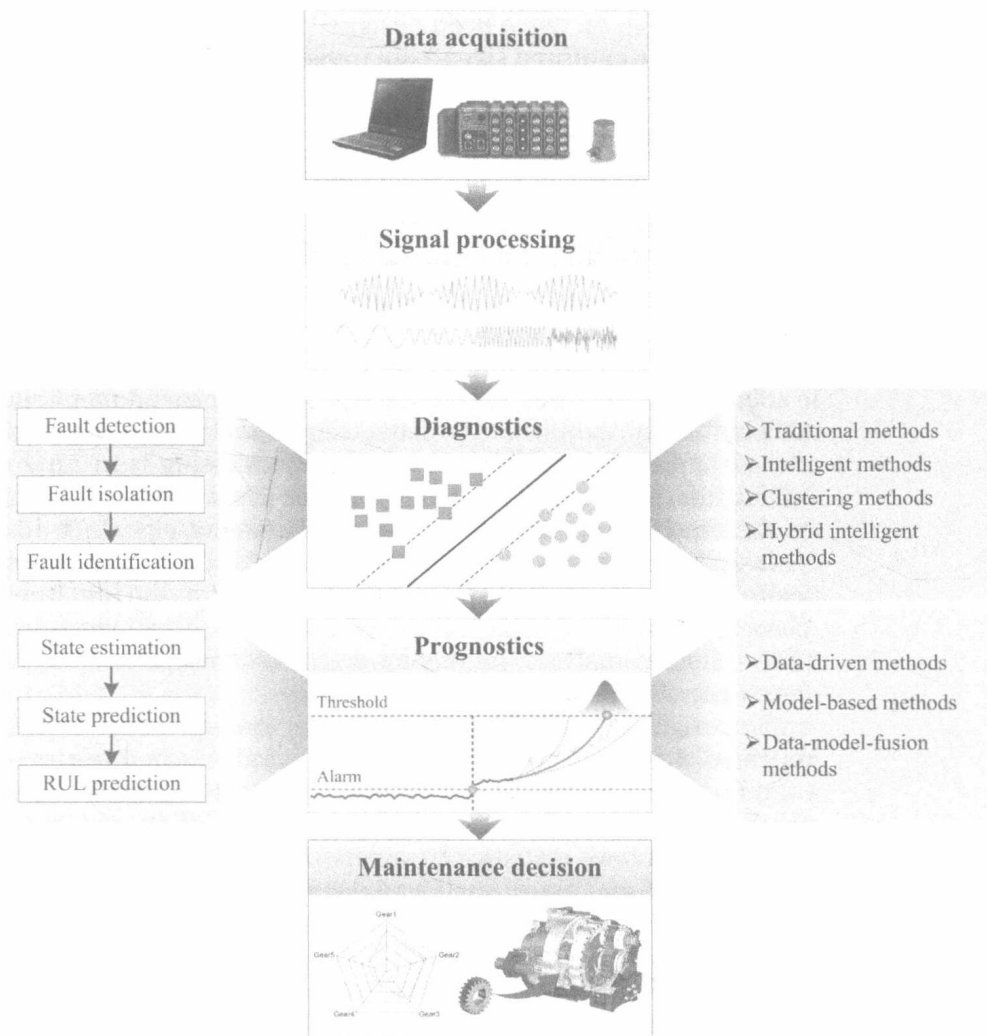 Data acquisition
Signal processing
Fault detection
Fault isolation
Fault identification
Diagnostics
➤Traditional methods
➤Intelligent methods
➤Clustering methods
➤Hybrid intelligent
methods
State estimation
State prediction
RUL prediction
Prognostics
Threshold
Alarm
➤Data-driven methods
➤Model-based methods
➤Data-model-fusion
methods
Maintenance decision
Gear1
Gear5
Gear2
Gear4
Gear3